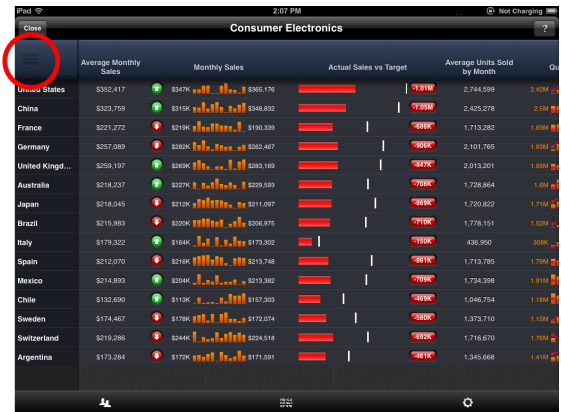 iPad 2:07 PM Not Charging
Close Consumer Electronics ?
Average Monthly Sales Monthly Sales Actual Sales vs Target Average Units Sold by Month Qu
United States $352,417 $347K $365,176 -1.01M 2,744,599 2.42M
China $323,759 $315K $348,832 -1.05M 2,425,278 2.5M
France $221,272 $219K $190,339 -686K 1,713,282 1.69M
Germany $257,089 $282K $262,467 -906K 2,101,765 1.93M
United Kingd... $259,197 $269K $283,169 -847K 2,013,201 1.95M
Australia $218,237 $227K $229,593 -708K 1,728,864 1.8M
Japan $218,045 $212K $211,097 -869K 1,720,822 1.71M
Brazil $215,983 $220K $206,975 -710K 1,778,151 1.52M
Italy $179,322 $164K $173,302 -150K 436,950 308K
Spain $212,070 $216K $213,748 -861K 1,713,785 1.79M
Mexico $214,893 $204K $213,382 -709K 1,734,398 1.91M
Chile $132,690 $113K $157,303 -469K 1,046,754 1.18M
Sweden $174,467 $178K $172,074 -580K 1,373,710 1.15M
Switzerland $219,286 $244K $224,518 -692K 1,716,670 1.76M
Argentina $173,284 $172K $171,591 -461K 1,345,668 1.41M